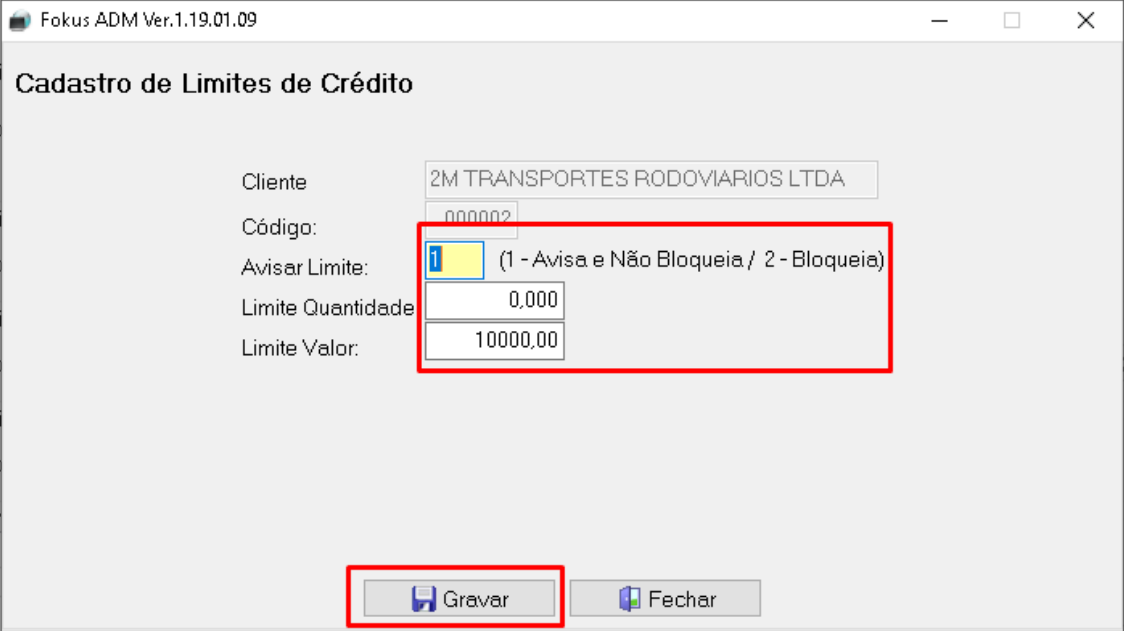 Fokus ADM Ver.1.19.01.09
Cadastro de Limites de Crédito
Cliente 2M TRANSPORTES RODOVIARIOS LTDA
Código: 000002
Avisar Limite: 1 (1 - Avisa e Não Bloqueia / 2 - Bloqueia)
Limite Quantidade 0,000
Limite Valor: 10000,00
Gravar Fechar